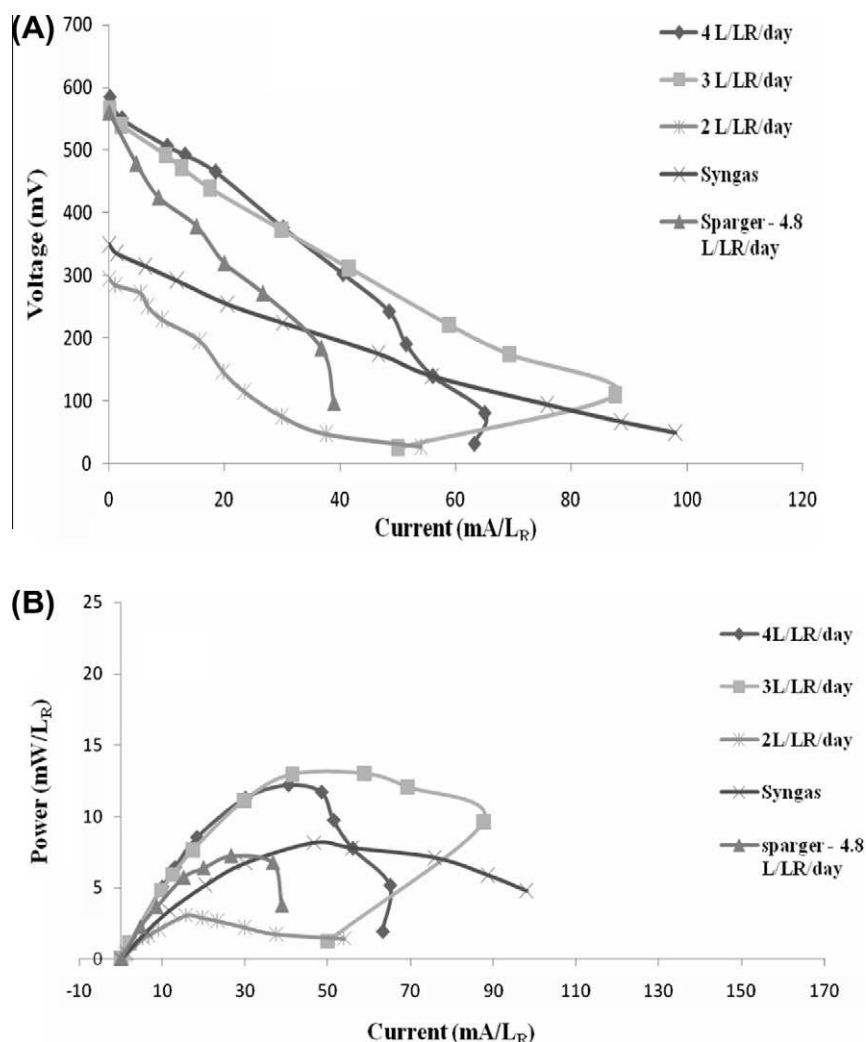 (A)
700
600
500
400
300
200
100
0
Voltage (mV)
0 20 40 60 80 100 120
Current (mA/LR)
4 L/LR/day
3 L/LR/day
2 L/LR/day
Syngas
Sparger - 4.8
L/LR/day
(B)
25
20
15
10
5
0
Power (mW/LR)
-10 10 30 50 70 90 110 130 150 170
Current (mA/LR)
4L/LR/day
3L/LR/day
2L/LR/day
Syngas
sparger - 4.8
L/LR/day